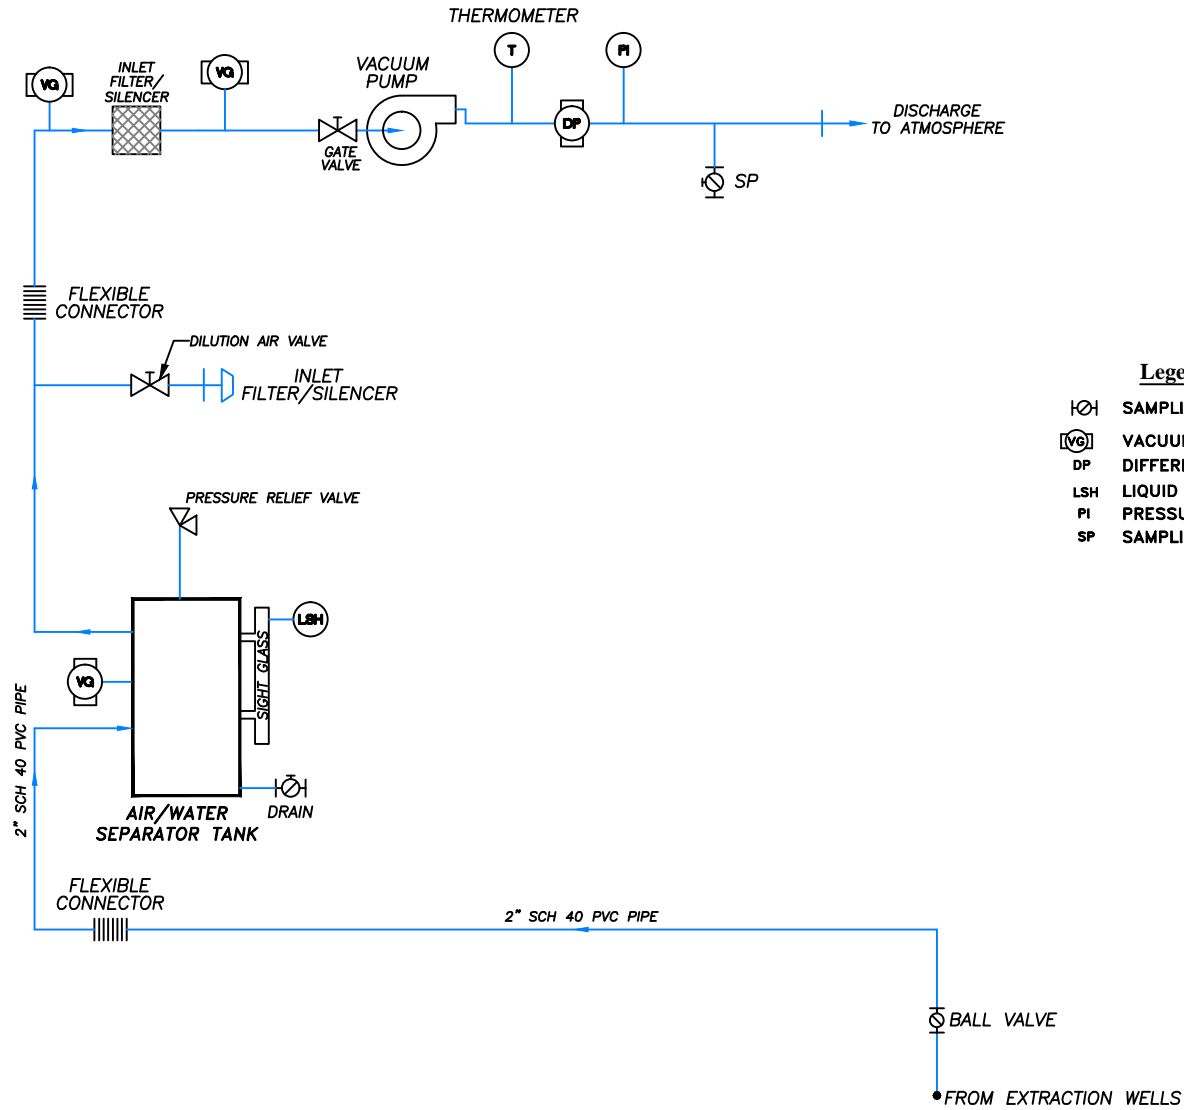 THERMOMETER
T
PI
VG
INLET
FILTER/
SILENCER
VG
VACUUM
PUMP
DP
GATE
VALVE
DISCHARGE
TO ATMOSPHERE
SP
FLEXIBLE
CONNECTOR
DILUTION AIR VALVE
INLET
FILTER/SILENCER
Lege
SAMPLI
VG VACUU
DP DIFFER
LSH LIQUID
PI PRESSU
SP SAMPLI
PRESSURE RELIEF VALVE
LSH
SIGHT GLASS
VG
2" SCH 40 PVC PIPE
DRAIN
AIR/WATER
SEPARATOR TANK
FLEXIBLE
CONNECTOR
2" SCH 40 PVC PIPE
BALL VALVE
FROM EXTRACTION WELLS